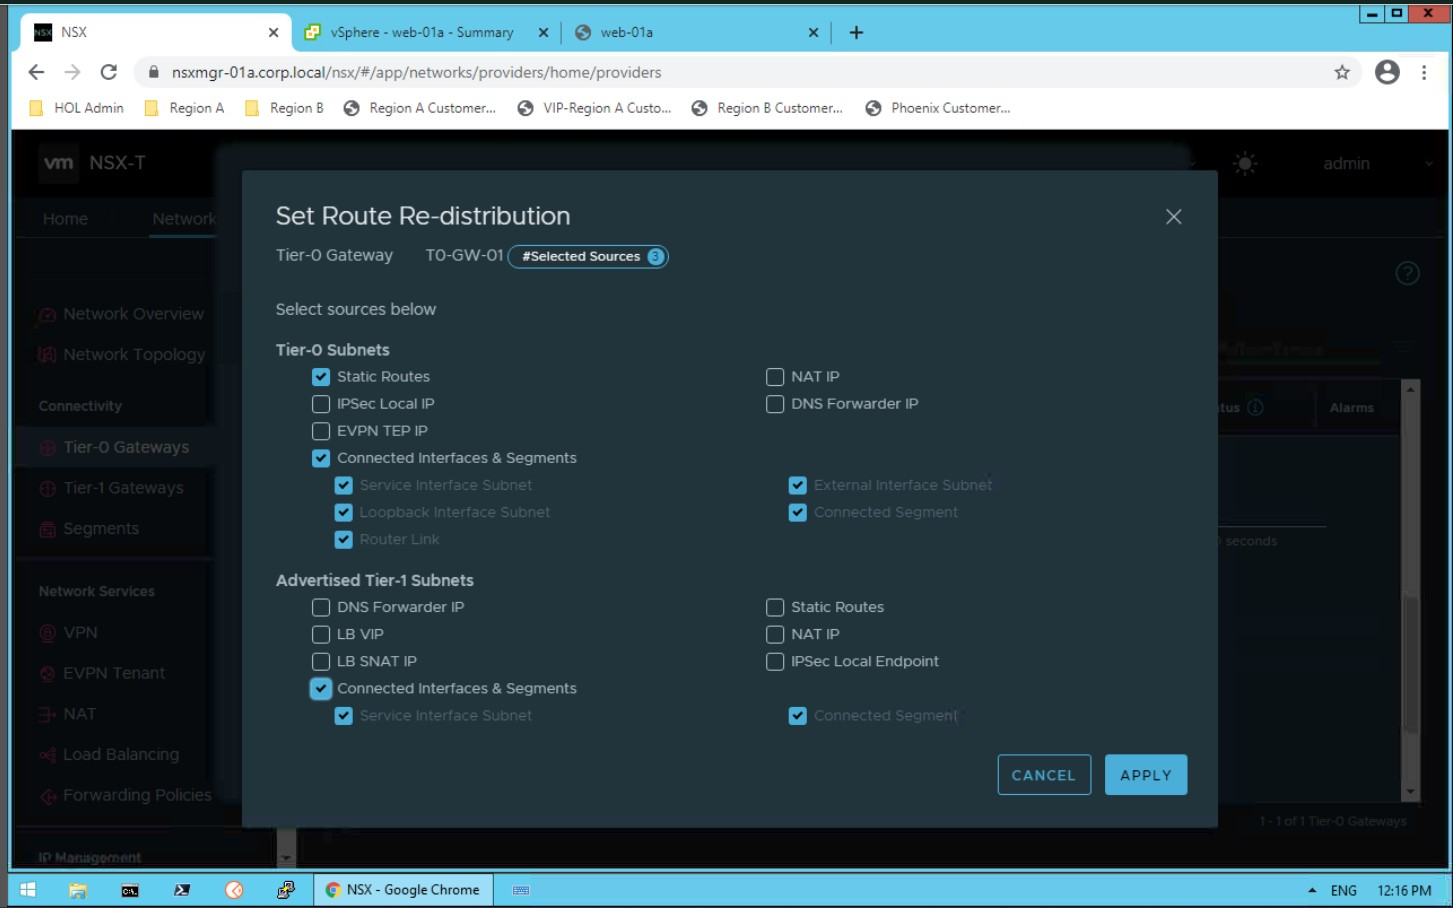 NSX
vSphere - web-01a - Summary
web-01a
nsxmgr-01a.corp.local/nsx/#/app/networks/providers/home/providers
HOL Admin
Region A
Region B
Region A Customer...
VIP-Region A Custo...
Region B Customer...
Phoenix Customer...
vm NSX-T
admin
Home
Network
Set Route Re-distribution
Tier-0 Gateway T0-GW-01 #Selected Sources 3
Select sources below
Tier-0 Subnets
Static Routes
NAT IP
IPSec Local IP
DNS Forwarder IP
EVPN TEP IP
Connected Interfaces & Segments
Service Interface Subnet
External Interface Subnet
Loopback Interface Subnet
Connected Segment
Router Link
Advertised Tier-1 Subnets
DNS Forwarder IP
Static Routes
LB VIP
NAT IP
LB SNAT IP
IPSec Local Endpoint
Connected Interfaces & Segments
Service Interface Subnet
Connected Segment
CANCEL
APPLY
Network Overview
Network Topology
Connectivity
Tier-0 Gateways
Tier-1 Gateways
Segments
Network Services
VPN
EVPN Tenant
NAT
Load Balancing
Forwarding Policies
IP Management
tus
Alarms
seconds
1 - 1 of 1 Tier-0 Gateways
NSX - Google Chrome
ENG
12:16 PM